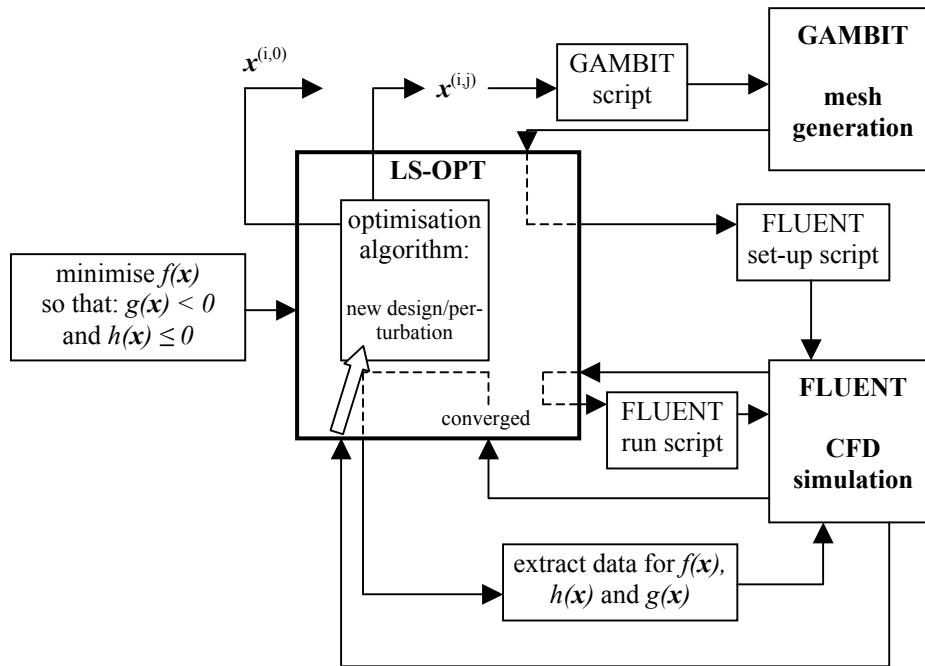 x(i,0)
x(i,j)
GAMBIT
script
GAMBIT
mesh
generation
LS-OPT
optimisation
algorithm:
new design/per-
turbation
converged
minimise f(x)
so that: g(x) < 0
and h(x) ≤ 0
FLUENT
set-up script
FLUENT
run script
FLUENT
CFD
simulation
extract data for f(x),
h(x) and g(x)